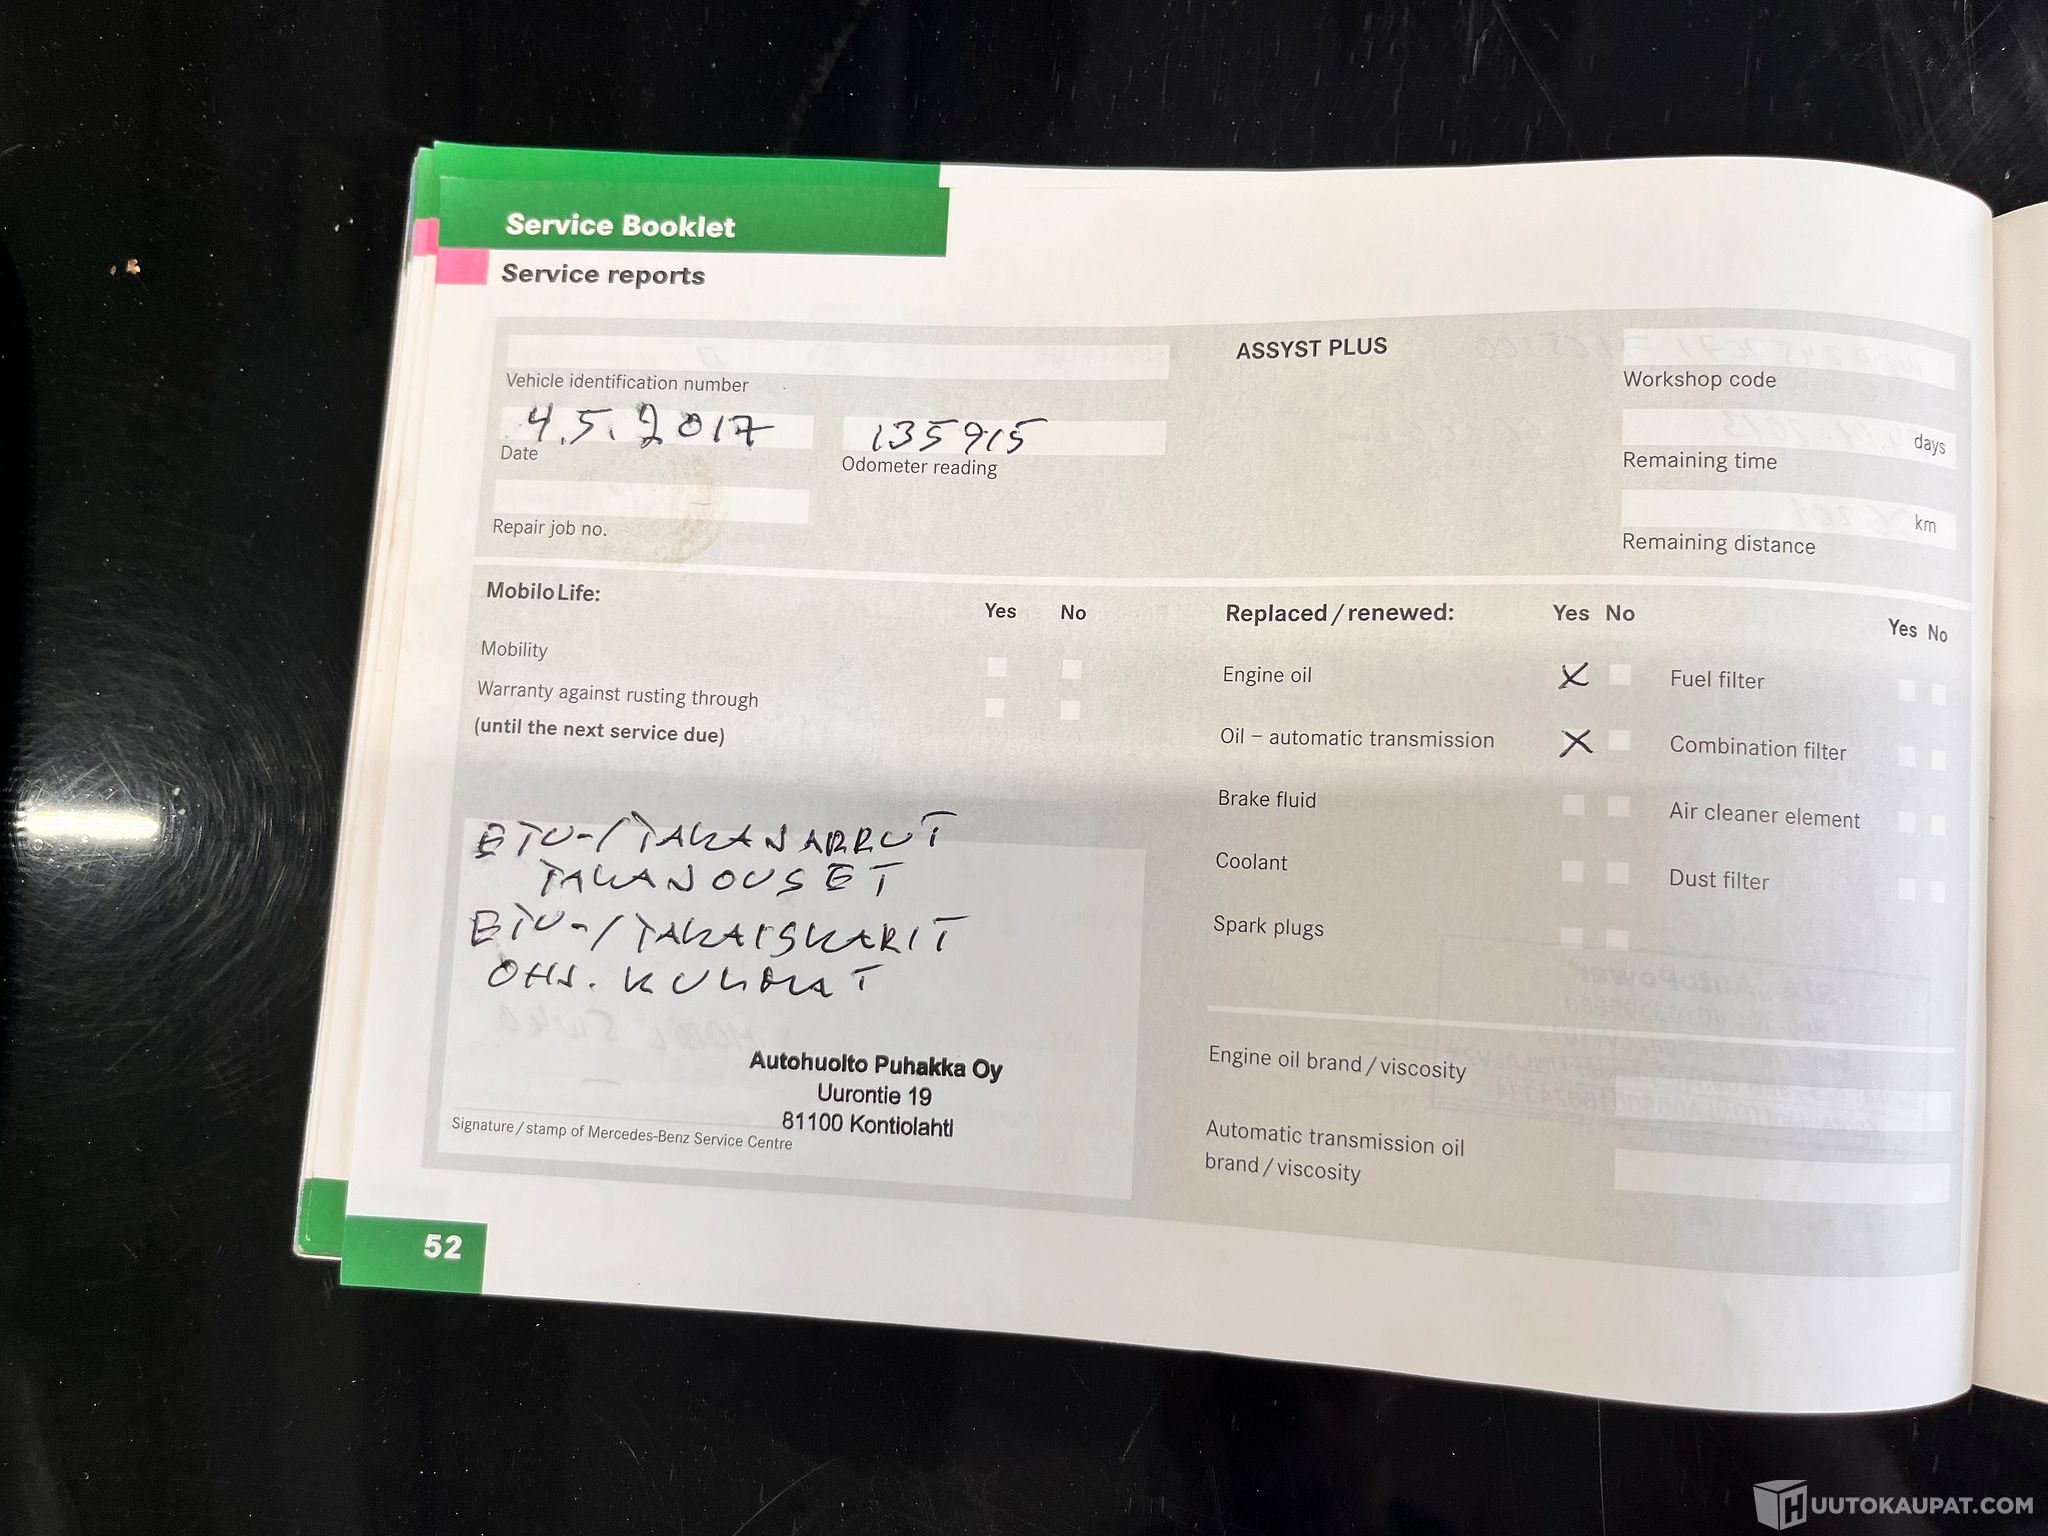 Service Booklet
Service reports
Vehicle identification number
ASSYST PLUS
Workshop code
4.5.2017
Date
135915
Odometer reading
days
Remaining time
Repair job no.
km
Remaining distance
MobiloLife:
Yes No
Mobility
Warranty against rusting through
(until the next service due)
Replaced / renewed:
Yes No
Yes No
Engine oil X
Fuel filter
Oil – automatic transmission X
Combination filter
Brake fluid
Air cleaner element
Coolant
Dust filter
Spark plugs
ETU-/TAKAJARRUT
TAKAJOUSET
ETU-/TAKAISKARIT
OHJ. KULMAT
Autohuolto Puhakka Oy
Uurontie 19
81100 Kontiolahti
Signature / stamp of Mercedes-Benz Service Centre
Engine oil brand / viscosity
Automatic transmission oil
brand / viscosity
52
HUUTOKAUPAT.COM